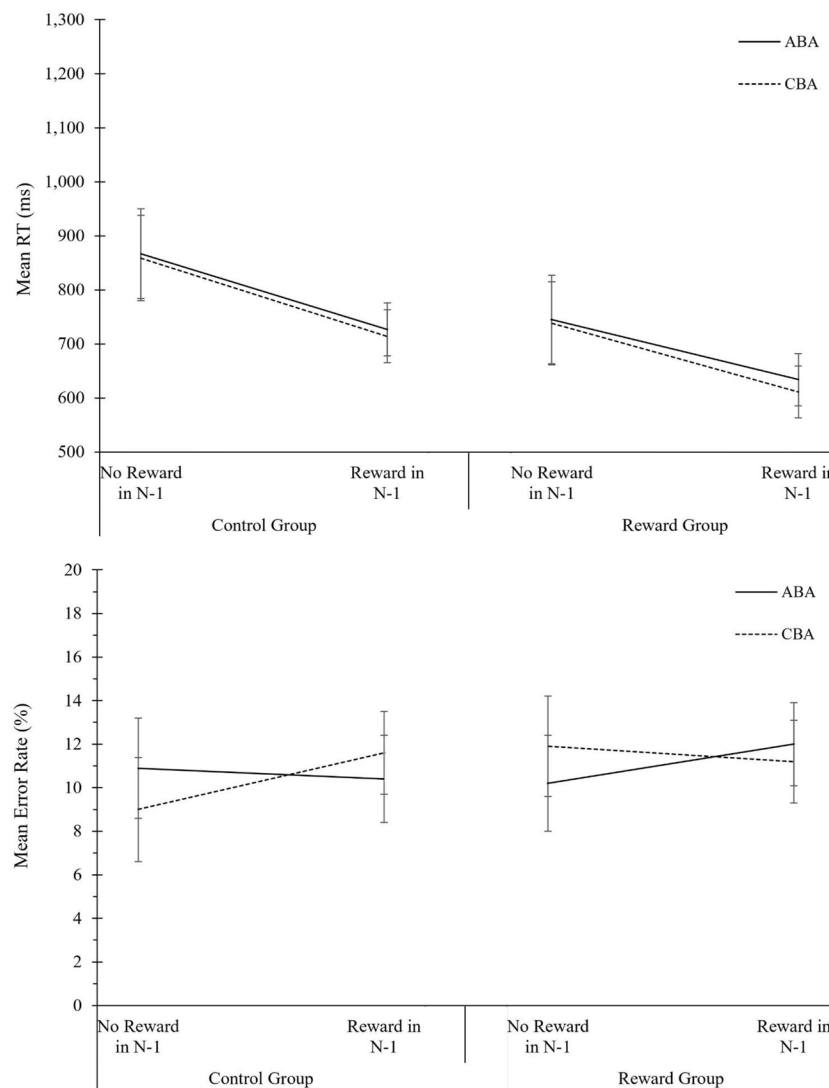 1,300
1,200
1,100
1,000
900
800
700
600
500
Mean RT (ms)
ABA
CBA
No Reward
in N-1
Reward in
N-1
No Reward
in N-1
Reward in
N-1
Control Group
Reward Group
20
18
16
14
12
10
8
6
4
2
0
Mean Error Rate (%)
ABA
CBA
No Reward
in N-1
Reward in
N-1
No Reward
in N-1
Reward in
N-1
Control Group
Reward Group